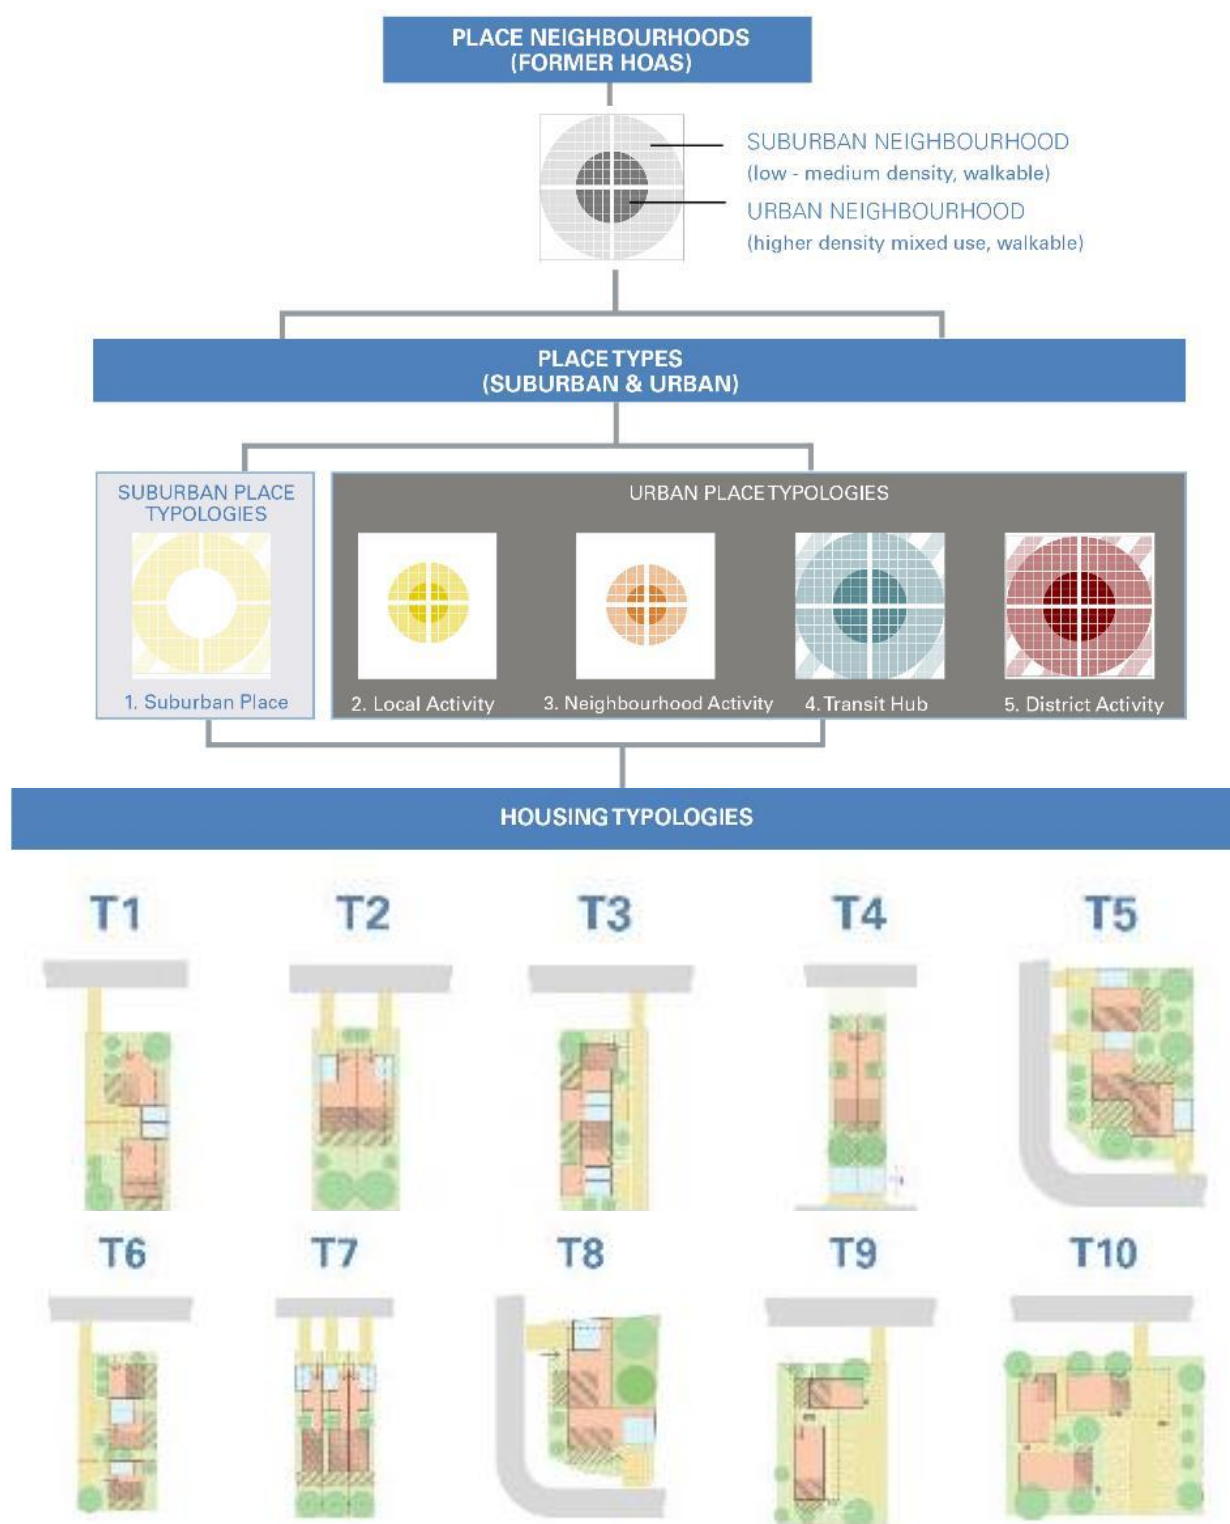 PLACE NEIGHBOURHOODS
(FORMER HOAS)
SUBURBAN NEIGHBOURHOOD
(low - medium density, walkable)
URBAN NEIGHBOURHOOD
(higher density mixed use, walkable)
PLACE TYPES
(SUBURBAN & URBAN)
SUBURBAN PLACE
TYPOLOGIES
URBAN PLACE TYPOLOGIES
1. Suburban Place
2. Local Activity
3. Neighbourhood Activity
4. Transit Hub
5. District Activity
HOUSING TYPOLOGIES
T1
T2
T3
T4
T5
T6
T7
T8
T9
T10